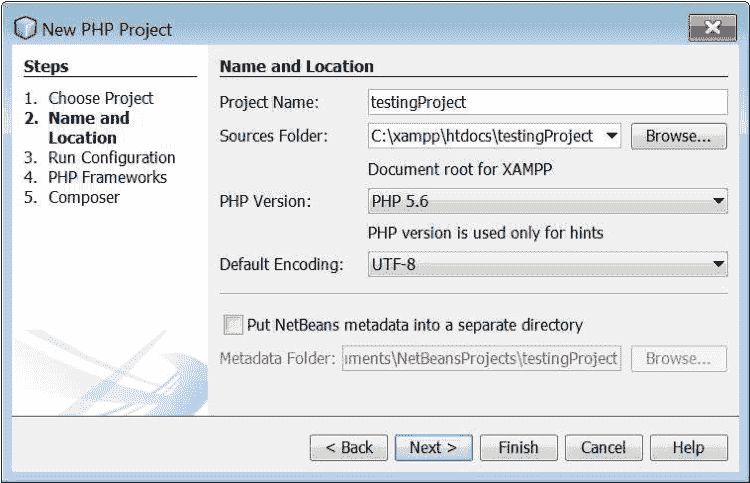 New PHP Project
Steps
1. Choose Project
2. Name and
Location
3. Run Configuration
4. PHP Frameworks
5. Composer
Name and Location
Project Name: testingProject
Sources Folder: C:\xampp\htdocs\testingProject Browse...
Document root for XAMPP
PHP Version: PHP 5.6
PHP version is used only for hints
Default Encoding: UTF-8
Put NetBeans metadata into a separate directory
Metadata Folder: ıments\NetBeansProjects\testingProject Browse...
< Back Next > Finish Cancel Help